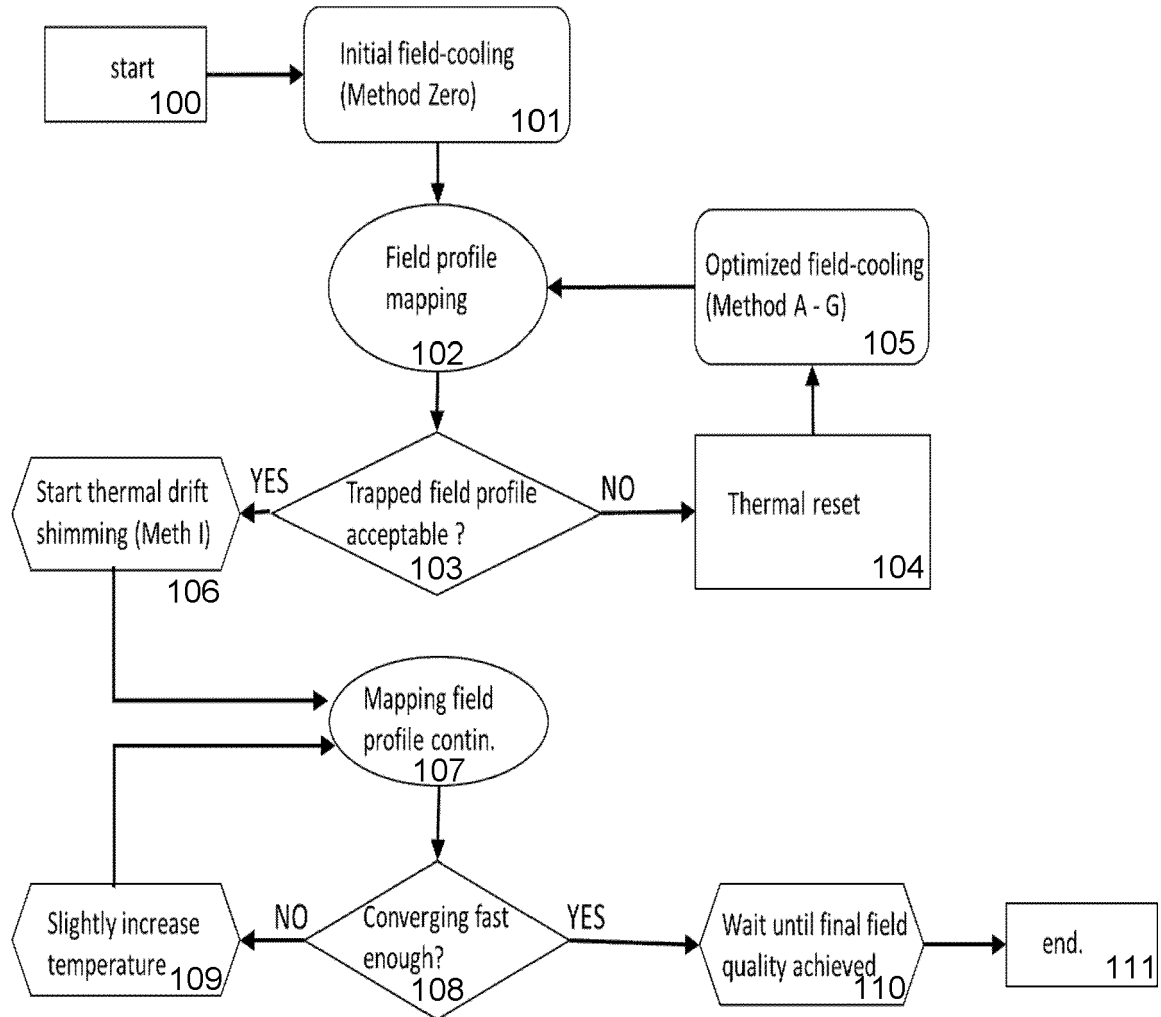 start
100
Initial field-cooling
(Method Zero)
101
Field profile
mapping
102
Optimized field-cooling
(Method A - G)
105
Trapped field profile
acceptable ?
103
YES
NO
Start thermal drift
shimming (Meth I)
106
Thermal reset
104
Mapping field
profile contin.
107
Converging fast
enough?
108
NO
YES
Slightly increase
temperature
109
Wait until final field
quality achieved
110
end.
111